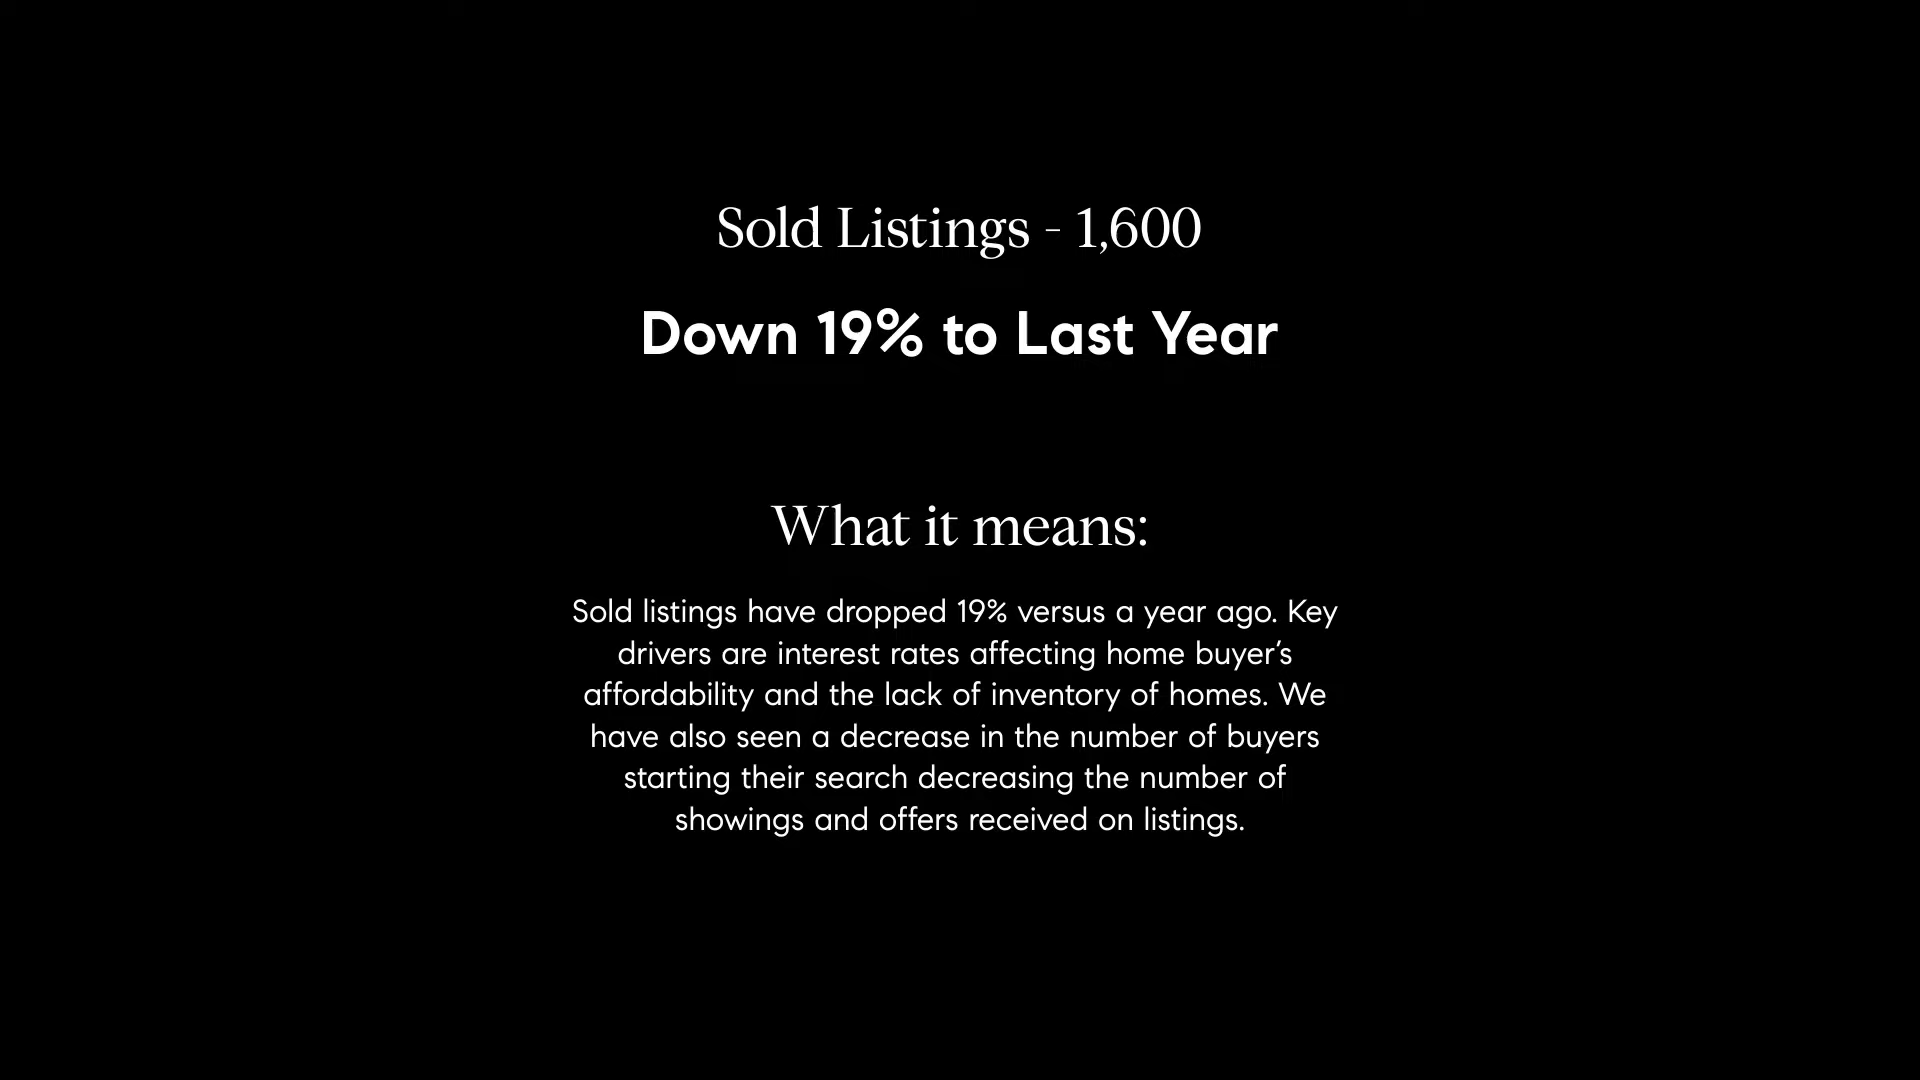 Sold Listings - 1,600
Down 19% to Last Year
What it means:
Sold listings have dropped 19% versus a year ago. Key
drivers are interest rates affecting home buyer’s
affordability and the lack of inventory of homes. We
have also seen a decrease in the number of buyers
starting their search decreasing the number of
showings and offers received on listings.